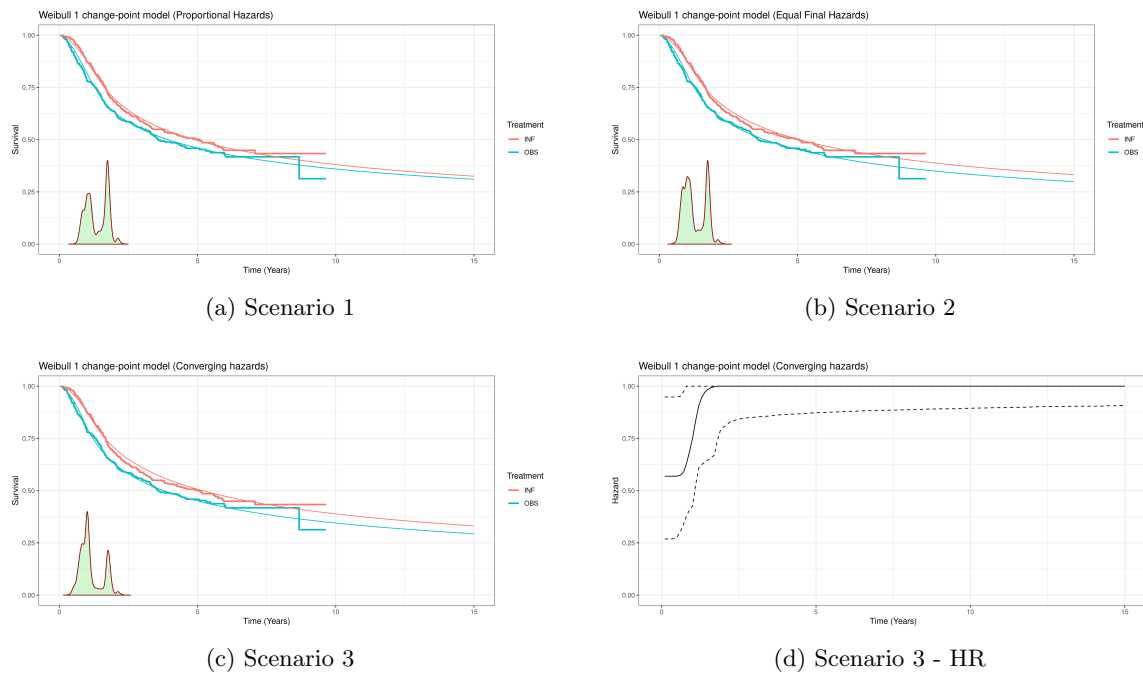 Weibull 1 change-point model (Proportional Hazards)
1.00
0.75
0.50
0.25
0.00
Survival
0
5
10
15
Time (Years)
Treatment
INF
OBS
(a) Scenario 1
Weibull 1 change-point model (Equal Final Hazards)
1.00
0.75
0.50
0.25
0.00
Survival
0
5
10
15
Time (Years)
Treatment
INF
OBS
(b) Scenario 2
Weibull 1 change-point model (Converging hazards)
1.00
0.75
0.50
0.25
0.00
Survival
0
5
10
15
Time (Years)
Treatment
INF
OBS
(c) Scenario 3
Weibull 1 change-point model (Converging hazards)
1.00
0.75
0.50
0.25
0.00
Hazard
0
5
10
15
Time (Years)
(d) Scenario 3 - HR